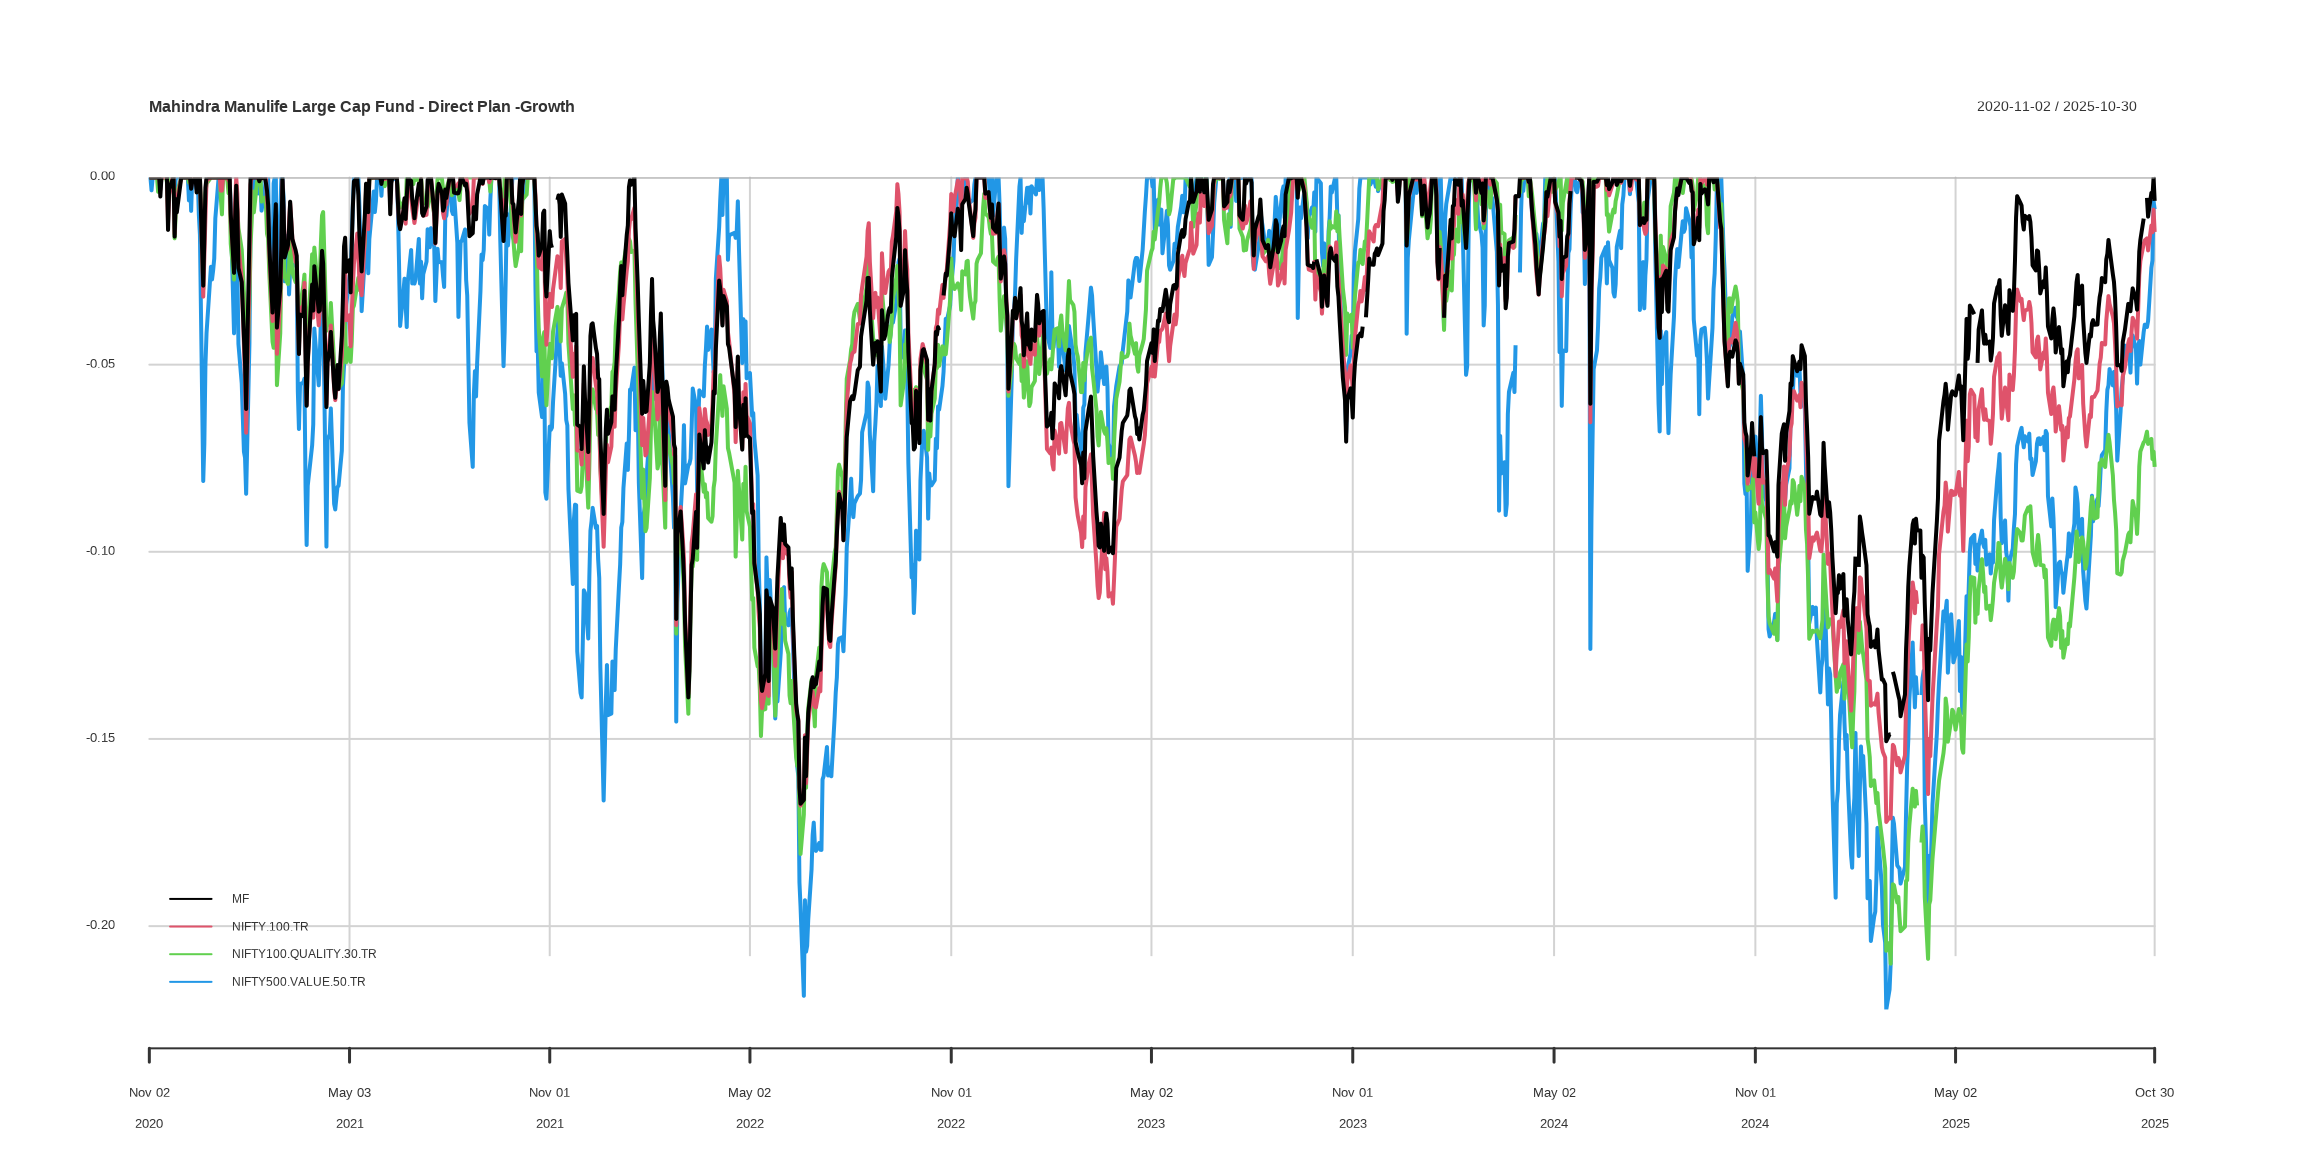 Mahindra Manulife Large Cap Fund - Direct Plan -Growth
2020-11-02 / 2025-10-30
0.00
-0.05
-0.10
-0.15
-0.20
MF
NIFTY.100.TR
NIFTY100.QUALITY.30.TR
NIFTY500.VALUE.50.TR
Nov 02 May 03 Nov 01 May 02 Nov 01 May 02 Nov 01 May 02 Nov 01 May 02 Oct 30
2020 2021 2021 2022 2022 2023 2023 2024 2024 2025 2025